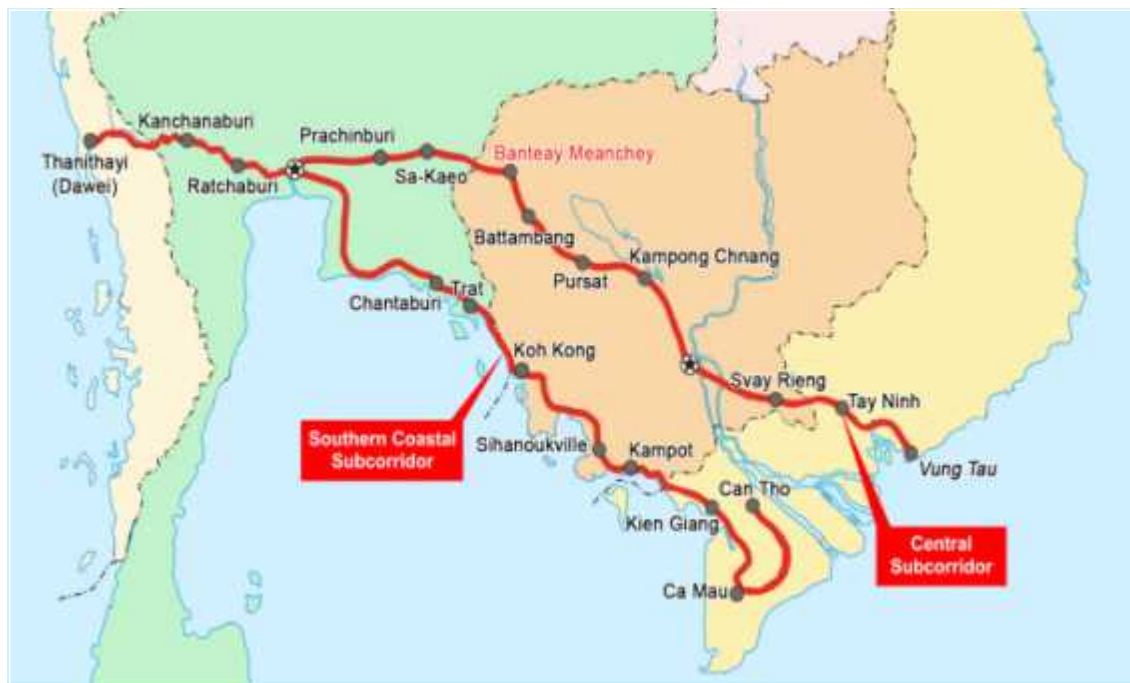 Kanchanaburi
Thanithayi
(Dawei)
Ratchaburi
Prachinburi
Sa-Kaeo
Banteay Meanchey
Battambang
Pursat
Kampong Chnang
Chantaburi
Trat
Koh Kong
Southern Coastal
Subcorridor
Sihanoukville
Kampot
Svay Rieng
Tay Ninh
Vung Tau
Can Tho
Kien Giang
Ca Mau
Central
Subcorridor